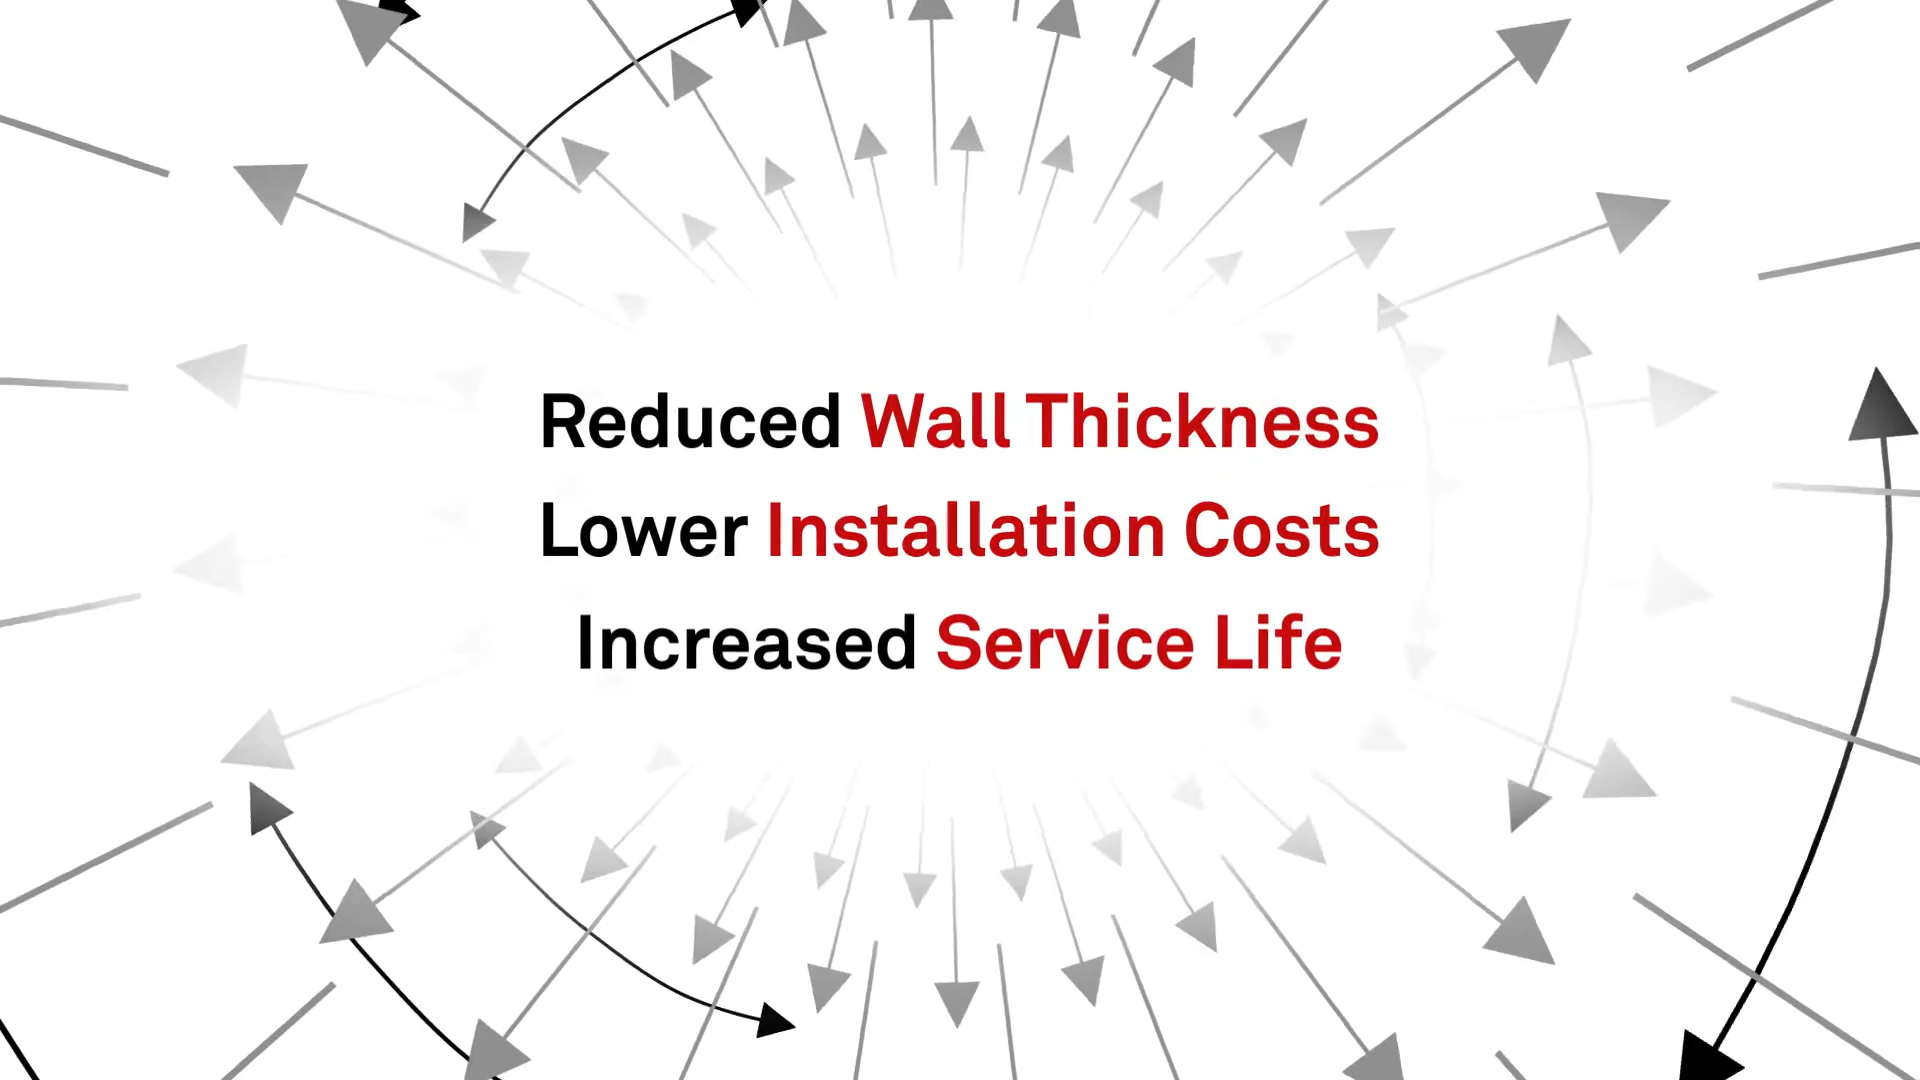 Reduced Wall Thickness
Lower Installation Costs
Increased Service Life